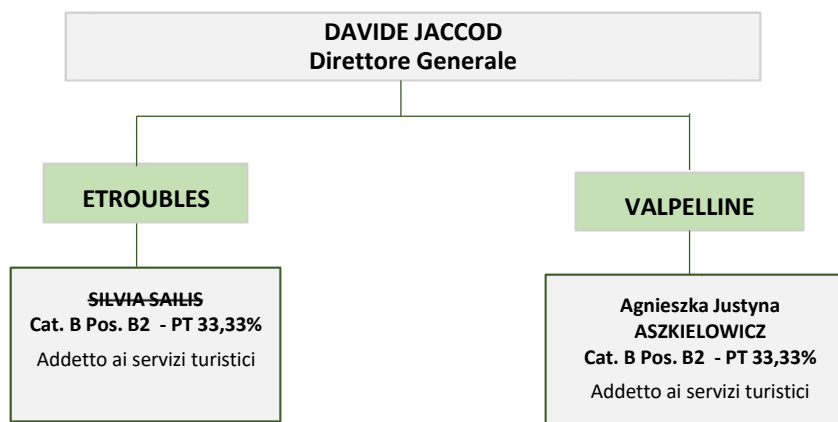 DAVIDE JACCOD
Direttore Generale
ETROUBLES
VALPELLINE
SILVIA SAILIS
Cat. B Pos. B2 - PT 33,33%
Addetto ai servizi turistici
Agnieszka Justyna
ASZKIELOWICZ
Cat. B Pos. B2 - PT 33,33%
Addetto ai servizi turistici